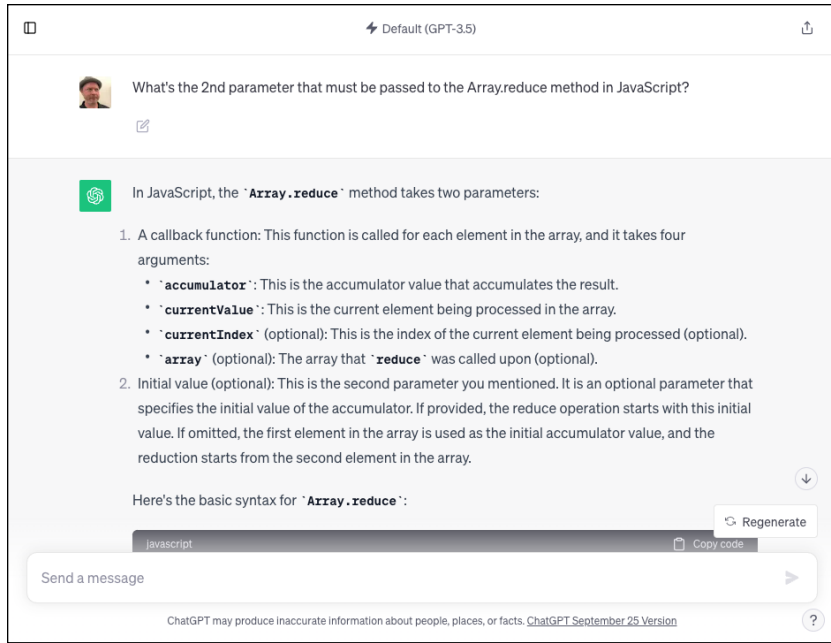 Default (GPT-3.5)
What's the 2nd parameter that must be passed to the Array.reduce method in JavaScript?
In JavaScript, the `Array.reduce` method takes two parameters:
1. A callback function: This function is called for each element in the array, and it takes four
arguments:
• `accumulator`: This is the accumulator value that accumulates the result.
• `currentValue`: This is the current element being processed in the array.
• `currentIndex` (optional): This is the index of the current element being processed (optional).
• `array` (optional): The array that `reduce` was called upon (optional).
2. Initial value (optional): This is the second parameter you mentioned. It is an optional parameter that
specifies the initial value of the accumulator. If provided, the reduce operation starts with this initial
value. If omitted, the first element in the array is used as the initial accumulator value, and the
reduction starts from the second element in the array.
Here's the basic syntax for `Array.reduce`:
Regenerate
javascript Copy code
Send a message
ChatGPT may produce inaccurate information about people, places, or facts. ChatGPT September 25 Version
?